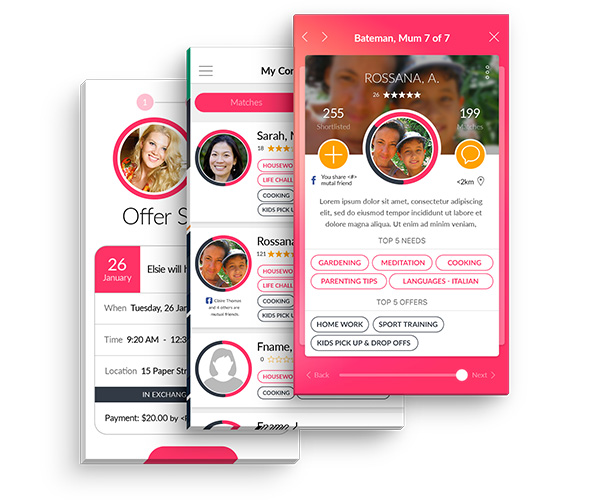 1
Offer S
26
January
Elsie will h
When Tuesday, 26 Jan
Time 9:20 AM - 12:3
Location 15 Paper Str
IN EXCHANG
Payment: $20.00 by <F
My Con
Matches
Sarah, N
18
HOUSEWO
LIFE CHALL
COOKING
KIDS PICK U
Rossana
121
HOUSEWO
LIFE CHALL
COOKING
KIDS PICK U
Claire Thomas
and 4 others are
mutual friends
Fname,
0
HOUSEWO
COOKING
KIDS PICK U
Bateman, Mum 7 of 7
ROSSANA, A.
26
255
Shortlisted
199
Matches
You share <#>
mutal friend
<2km
Lorem ipsum dolor sit amet, consectetur adipiscing
elit, sed do eiusmod tempor incididunt ut labore et
dolore magna aliqua. Ut enim ad minim veniam,
TOP 5 NEEDS
GARDENING
MEDITATION
COOKING
PARENTING TIPS
LANGUAGES - ITALIAN
TOP 5 OFFERS
HOME WORK
SPORT TRAINING
KIDS PICK UP & DROP OFFS
Back
Next